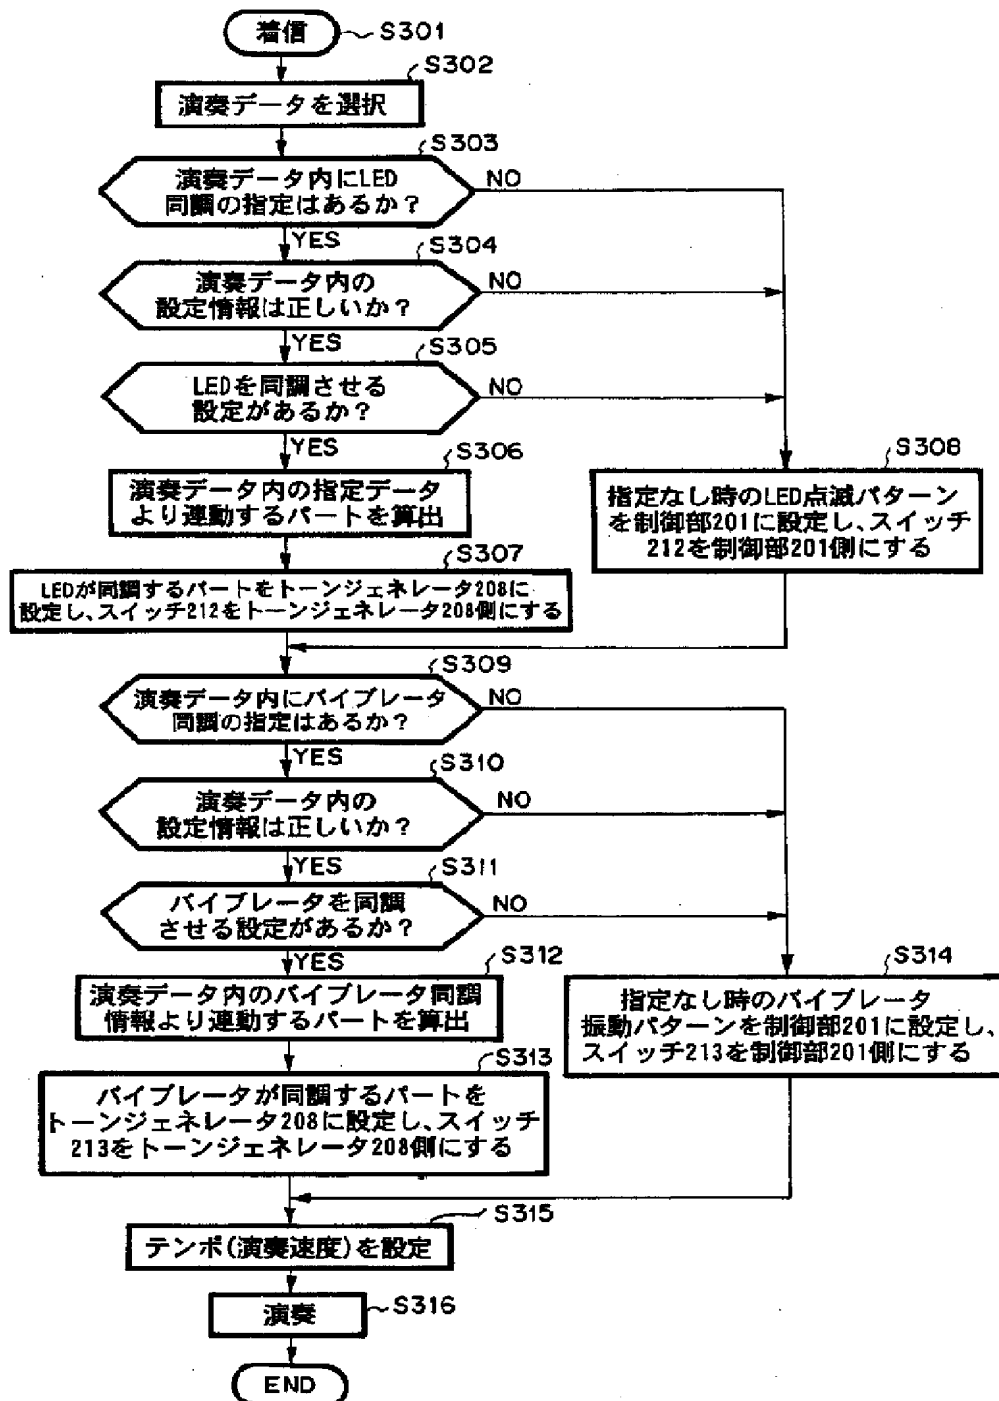 着信
S301
S302
演奏データを選択
S303
演奏データ内にLED
同調の指定はあるか?
NO
YES
S304
演奏データ内の
設定情報は正しいか?
NO
YES
S305
LEDを同調させる
設定があるか?
NO
YES
S306
演奏データ内の指定データ
より連動するパートを算出
S308
指定なし時のLED点滅パターン
を制御部201に設定し、スイッチ
212を制御部201側にする
S307
LEDが同調するパートをトーンジェネレータ208に
設定し、スイッチ212をトーンジェネレータ208側にする
S309
演奏データ内にバイブレータ
同調の指定はあるか?
NO
YES
S310
演奏データ内の
設定情報は正しいか?
NO
YES
S311
バイブレータを同調
させる設定があるか?
NO
YES
S312
演奏データ内のバイブレータ同調
情報より連動するパートを算出
S314
指定なし時のバイブレータ
振動パターンを制御部201に設定し、
スイッチ213を制御部201側にする
S313
バイブレータが同調するパートを
トーンジェネレータ208に設定し、スイッチ
213をトーンジェネレータ208側にする
S315
テンポ(演奏速度)を設定
演奏
S316
END